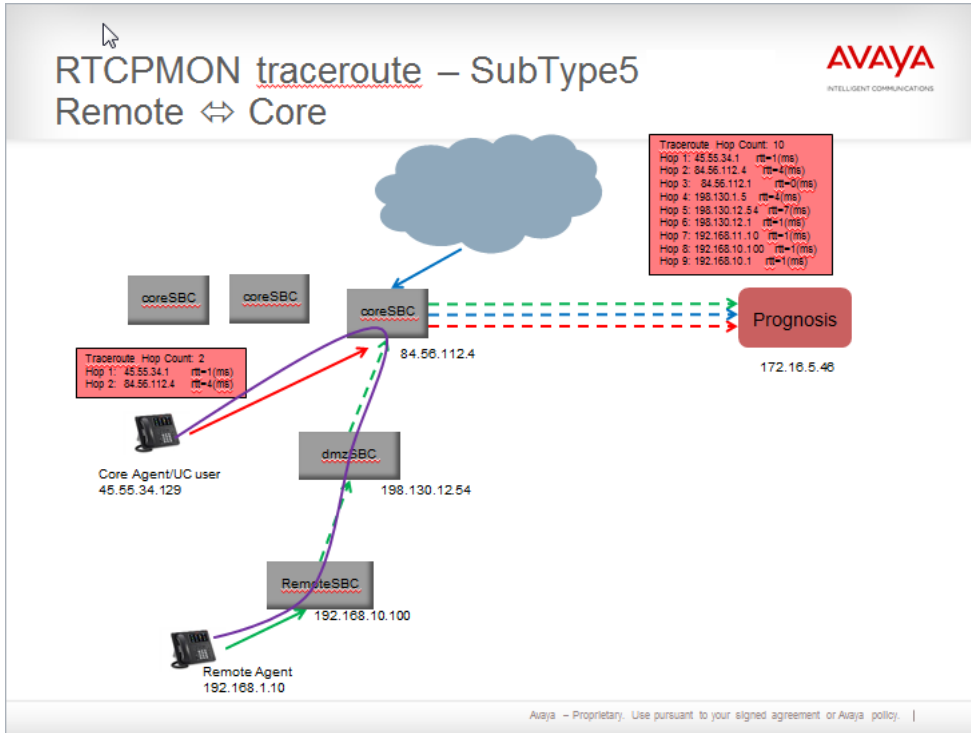 RTCPMON traceroute – SubType5
Remote ⇔ Core
AVAYA
INTELLIGENT COMMUNICATIONS
Traceroute Hop Count: 10
Hop 1: 45.55.34.1 rtt=1(ms)
Hop 2: 84.56.112.4 rtt=4(ms)
Hop 3: 84.56.112.1 rtt=0(ms)
Hop 4: 198.130.1.5 rtt=4(ms)
Hop 5: 198.130.12.54 rtt=7(ms)
Hop 6: 198.130.12.1 rtt=1(ms)
Hop 7: 192.168.11.10 rtt=1(ms)
Hop 8: 192.168.10.100 rtt=1(ms)
Hop 9: 192.168.10.1 rtt=1(ms)
coreSBC
coreSBC
coreSBC
84.56.112.4
Prognosis
172.16.5.46
Traceroute Hop Count: 2
Hop 1: 45.55.34.1 rtt=1(ms)
Hop 2: 84.56.112.4 rtt=4(ms)
Core Agent/UC user
45.55.34.129
dmzSBC
198.130.12.54
RemoteSBC
192.168.10.100
Remote Agent
192.168.1.10
Avaya – Proprietary. Use pursuant to your signed agreement or Avaya policy. |